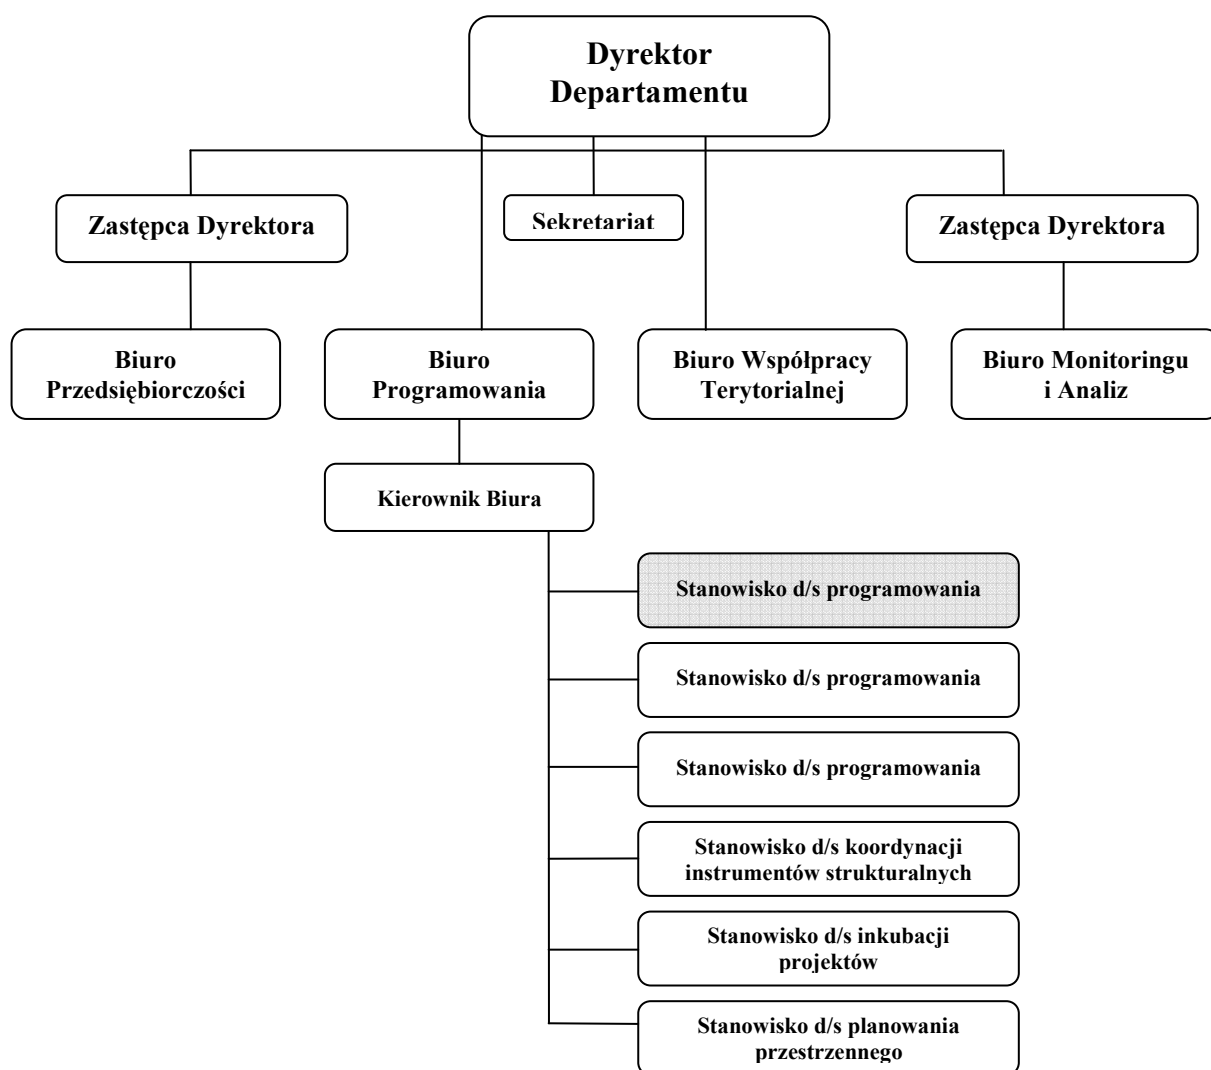 Dyrektor
Departamentu
Zastępca Dyrektora
Sekretariat
Zastępca Dyrektora
Biuro
Przedsiębiorczości
Biuro
Programowania
Biuro Współpracy
Terytorialnej
Biuro Monitoringu
i Analiz
Kierownik Biura
Stanowisko d/s programowania
Stanowisko d/s programowania
Stanowisko d/s programowania
Stanowisko d/s koordynacji
instrumentów strukturalnych
Stanowisko d/s inkubacji
projektów
Stanowisko d/s planowania
przestrzennego